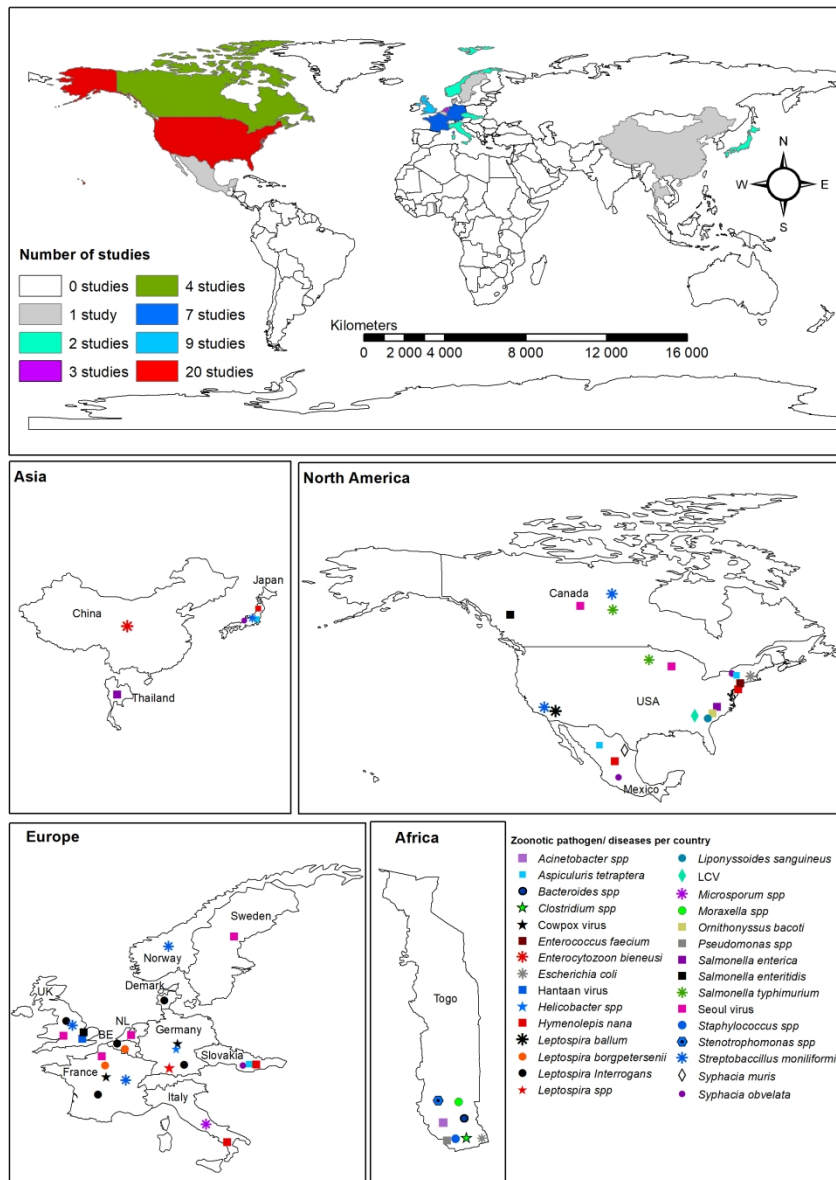 N
W
E
S
Number of studies
0 studies
4 studies
1 study
7 studies
2 studies
9 studies
3 studies
20 studies
Kilometers
0 2 000 4 000 8 000 12 000 16 000
Asia
China
Japan
Thailand
North America
Canada
USA
Mexico
Europe
Sweden
Norway
Demark
UK
NL
BE
Germany
Slovakia
France
Italy
Africa
Togo
Zoonotic pathogen/ diseases per country
Acinetobacter spp
Aspiculuris tetraptera
Bacteroides spp
Clostridium spp
Cowpox virus
Enterococcus faecium
Enterocytozoon bieneusi
Escherichia coli
Hantaan virus
Helicobacter spp
Hymenolepis nana
Leptospira ballum
Leptospira borgpetersenii
Leptospira Interrogans
Leptospira spp
Liponyssoides sanguineus
LCV
Microsporum spp
Moraxella spp
Ornithonyssus bacoti
Pseudomonas spp
Salmonella enterica
Salmonella enteritidis
Salmonella typhimurium
Seoul virus
Staphylococcus spp
Stenotrophomonas spp
Streptobaccillus moniliformi
Syphacia muris
Syphacia obvelata